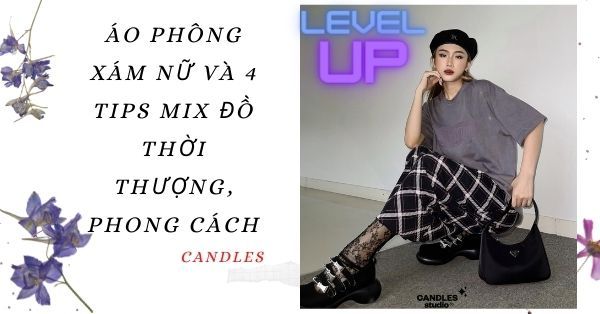 ÁO PHÔNG
XÁM NỮ VÀ 4
TIPS MIX ĐỒ
THỜI
THƯỢNG,
PHONG CÁCH
CANDLES
LEVEL
UP
CANDLES
studio